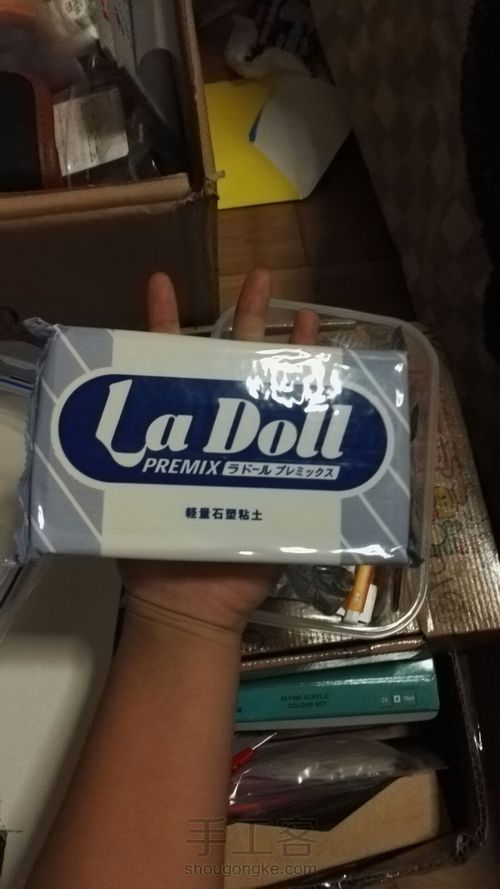 La Doll
PREMIX ラドール プレミックス
軽量石塑粘土
24 FINE ACRYLIC
COLOUR SET
24
手工客
shougongke.com